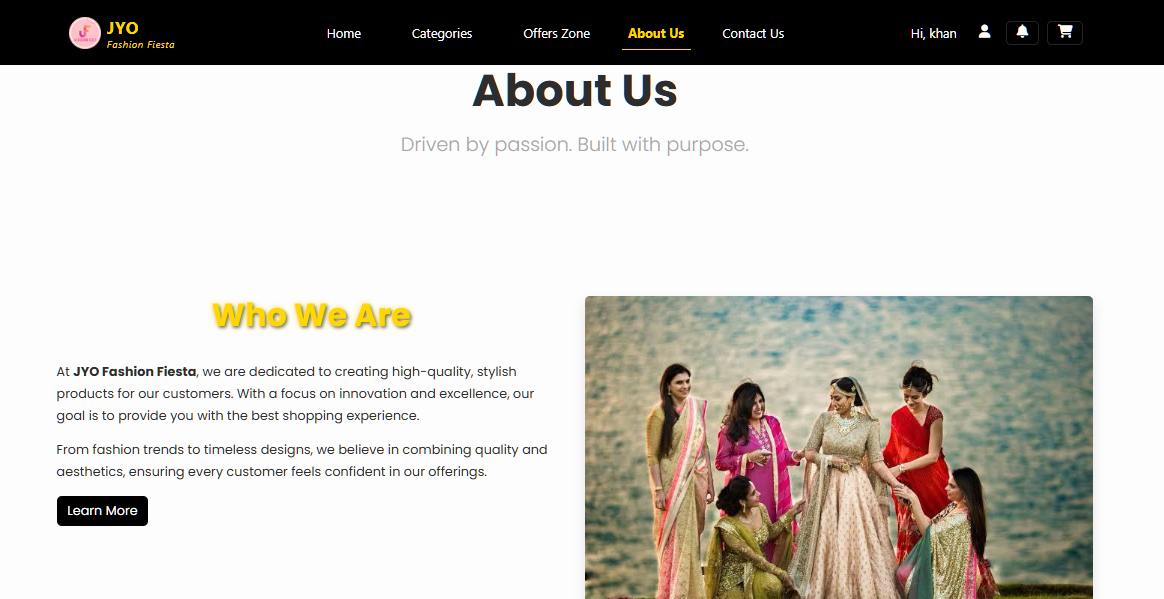 JYO
Fashion Fiesta
Home
Categories
Offers Zone
About Us
Contact Us
Hi, khan
About Us
Driven by passion. Built with purpose.
Who We Are
At JYO Fashion Fiesta, we are dedicated to creating high-quality, stylish
products for our customers. With a focus on innovation and excellence, our
goal is to provide you with the best shopping experience.
From fashion trends to timeless designs, we believe in combining quality and
aesthetics, ensuring every customer feels confident in our offerings.
Learn More